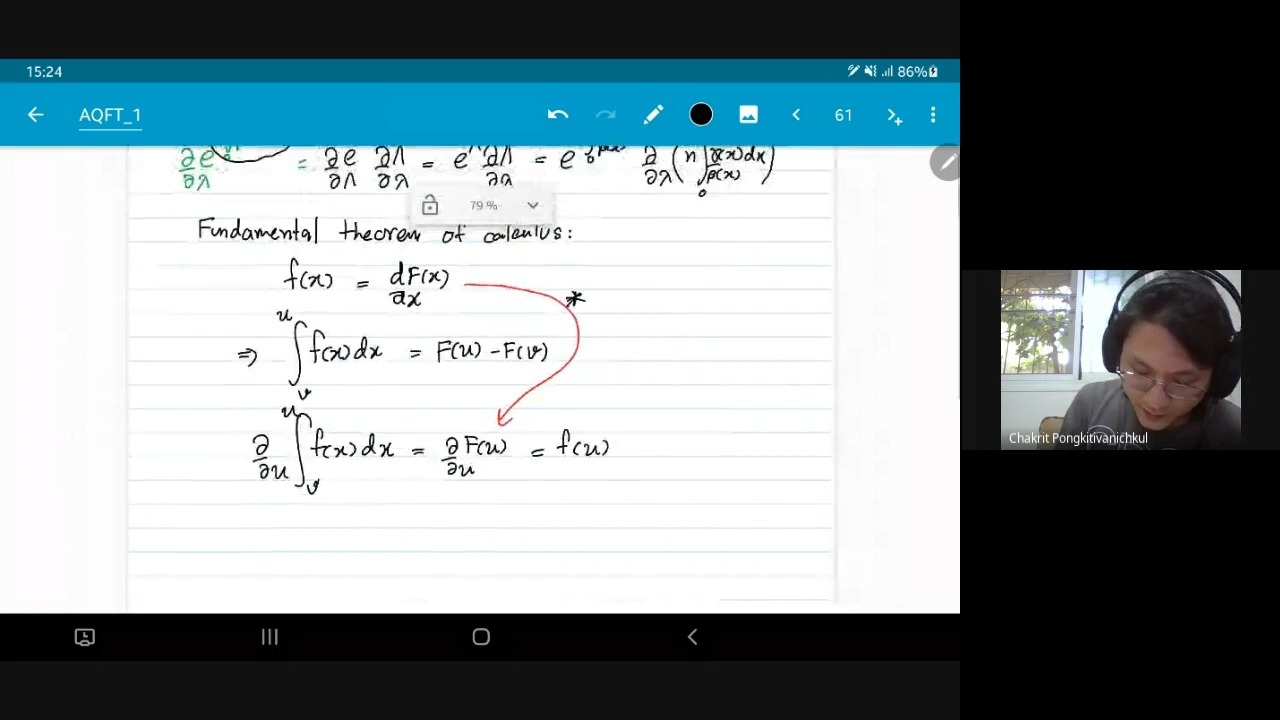 15:24 86%
AQFT_1 61
∂e/∂λ = ∂e/∂Λ ∂Λ/∂λ = e ∂Λ/∂λ = e ∂/∂λ (n
79 %
Fundamental theorem of calculus:
f(x) = dF(x)/dx *
⇒ ∫_v^u f(x) dx = F(u) - F(v)
∂/∂u ∫_v^u f(x) dx = ∂F(u)/∂u = f(u)
Chakrit Pongkitivanichkul